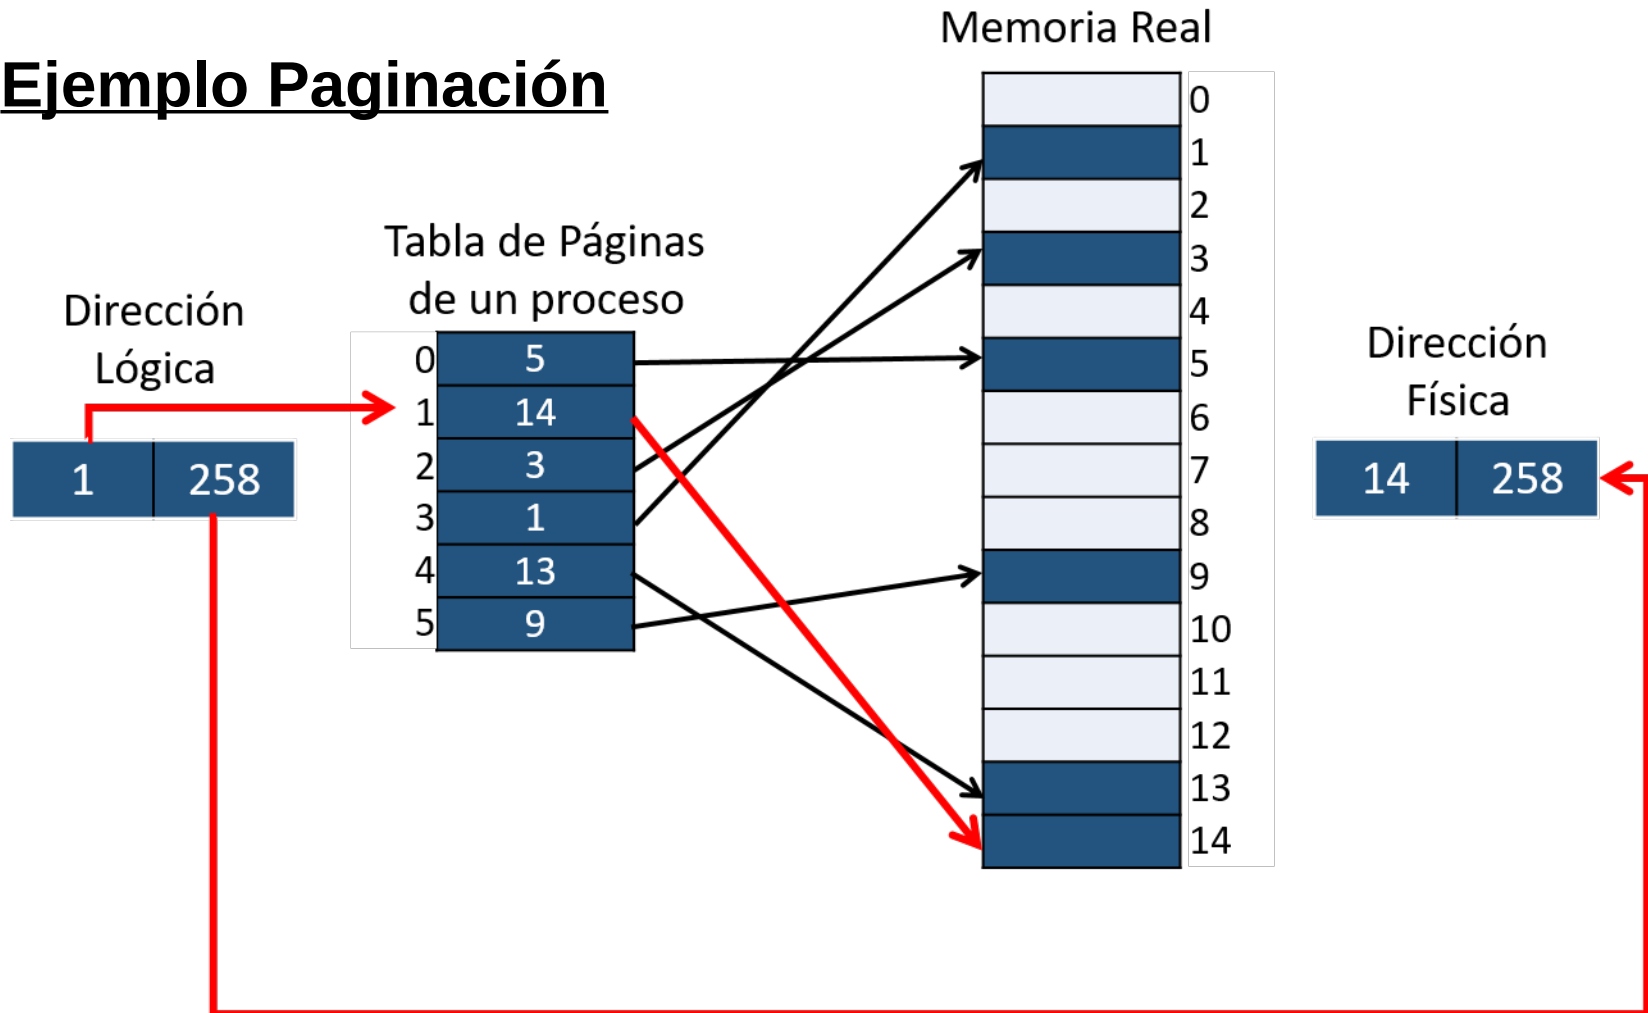 Memoria Real
Ejemplo Paginación
0
1
2
3
4
5
6
7
8
9
10
11
12
13
14
Tabla de Páginas
de un proceso
0 5
1 14
2 3
3 1
4 13
5 9
Dirección
Lógica
1 258
Dirección
Física
14 258